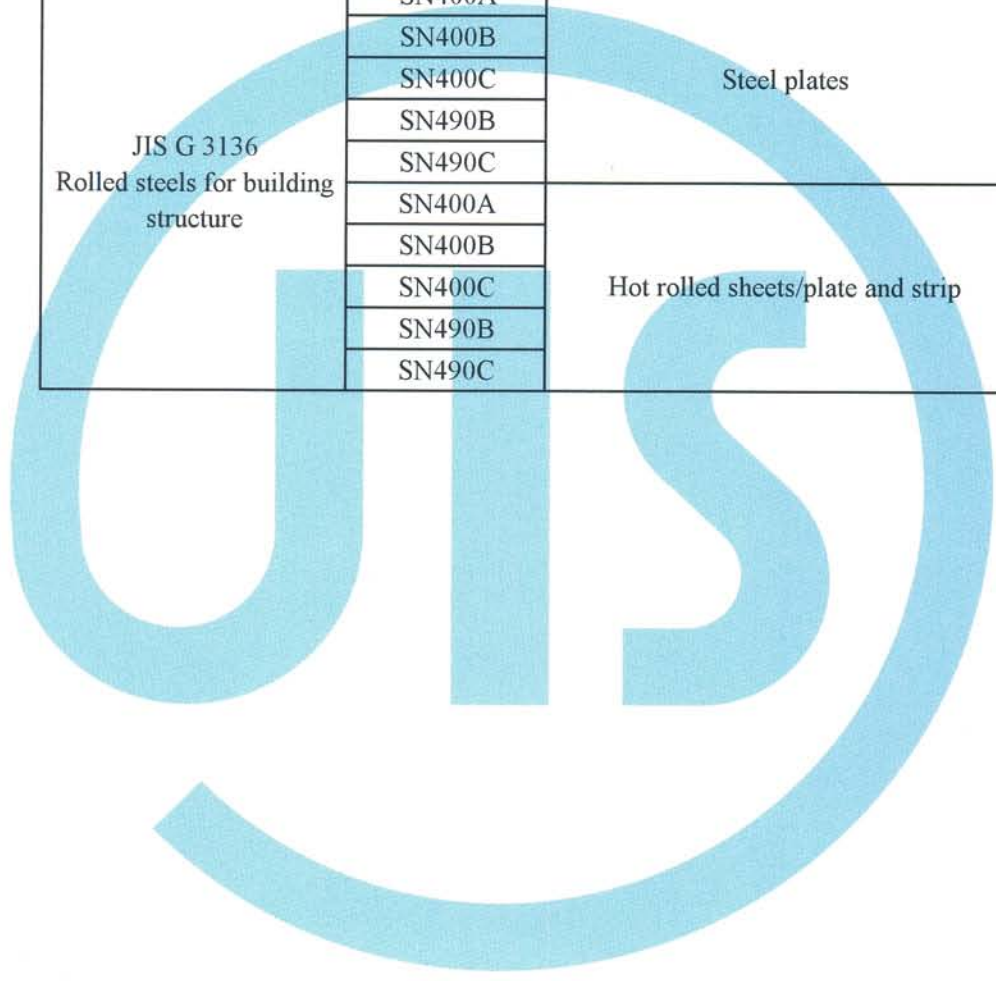 SN400A
SN400B
SN400C
Steel plates
SN490B
SN490C
JIS G 3136
Rolled steels for building
structure
SN400A
SN400B
SN400C
Hot rolled sheets/plate and strip
SN490B
SN490C
JIS